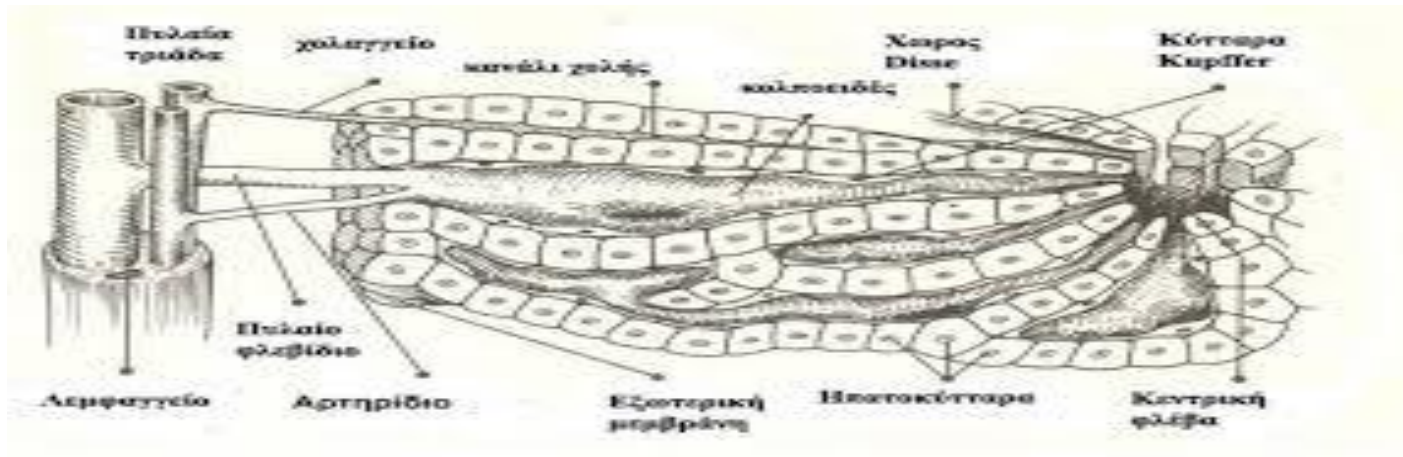 Πυλαία
τριάδα
χολαγγείο
κανάλι χολής
κολποειδές
Χώρος
Disse
Κύτταρα
Kupffer
Πυλαίο
φλεβίδιο
Λεμφαγγείο
Αρτηρίδιο
Εξωτερική
μεμβράνη
Ηπατοκύτταρα
Κεντρική
φλέβα